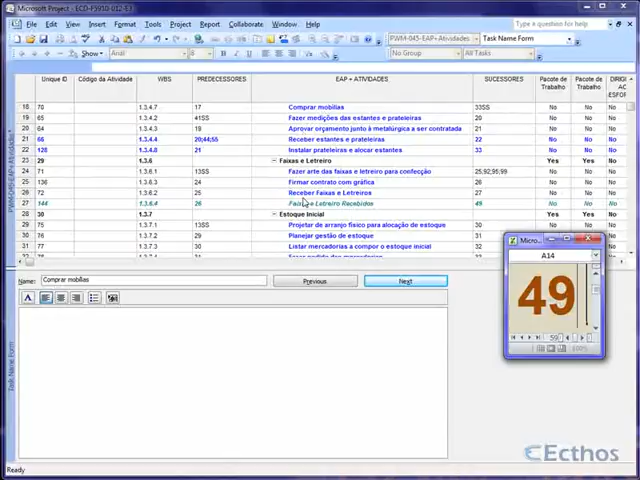 Microsoft Project - ECD-P5910-U12-E3
File Edit View Insert Format Tools Project Report Collaborate Window Help
Type a question for help
Show Arial 8
PWM-045-EAP+Atividades Task Name Form
No Group All Tasks
Unique ID Código da Atividade WBS PREDECESSORES EAP + ATIVIDADES SUCESSORES Pacote de Trabalho Pacote de Trabalho
18 70 1.3.4.7 17 Comprar mobílias 33SS No No No
19 65 1.3.4.2 41SS Fazer medições das estantes e prateleiras 20 No No No
20 64 1.3.4.3 19 Aprovar orçamento junto à metalúrgica a ser contratada 21 No No No
21 66 1.3.4.4 20;44;55 Receber estantes e prateleiras 22 No No No
22 128 1.3.4.8 21 Instalar prateleiras e alocar estantes 33 No No No
23 29 1.3.6 Faixas e Letreiro Yes Yes No
24 71 1.3.6.1 13SS Fazer arte das faixas e letreiro para confecção 25,92,95;99 No No No
25 143 1.3.6.3 24 Firmar contrato com gráfica 26 No No No
26 72 1.3.6.2 25 Receber Faixas e Letreiros 27 No No No
27 144 1.3.6.4 26 Faixas e Letreiro Recebidos 49 No No No
28 30 1.3.7 Estoque Inicial Yes Yes No
29 75 1.3.7.1 13SS Projetar de arranjo físico para alocação de estoque 30 No No No
30 76 1.3.7.2 29 Planejar gestão de estoque 31
31 77 1.3.7.3 30 Listar mercadorias a compor o estoque inicial 32
Micro...
A14
49
59
100%
Name: Comprar mobílias Previous Next
PWM-045-EAP+Atividades*
Task Name Form
Ecthos
Ready